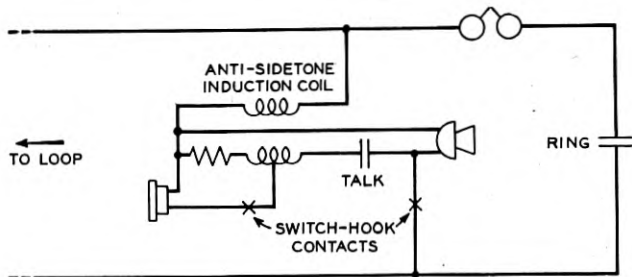 ANTI-SIDETONE
INDUCTION COIL
TO LOOP
RING
TALK
SWITCH-HOOK
CONTACTS